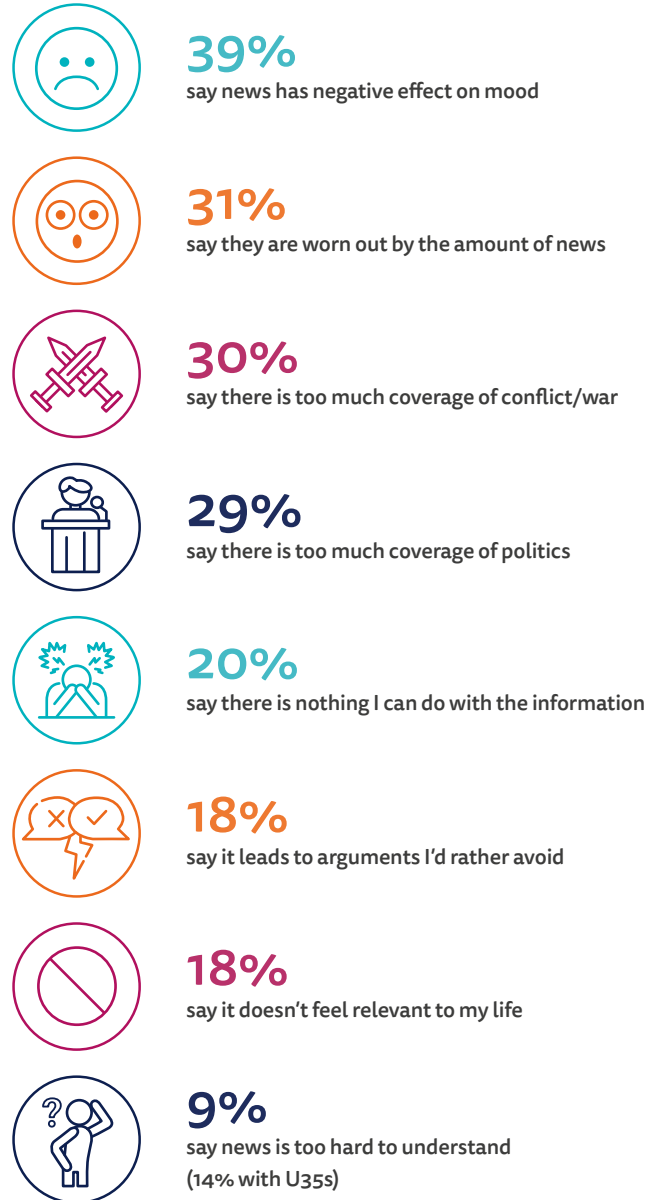 39%
say news has negative effect on mood
31%
say they are worn out by the amount of news
30%
say there is too much coverage of conflict/war
29%
say there is too much coverage of politics
20%
say there is nothing I can do with the information
18%
say it leads to arguments I'd rather avoid
18%
say it doesn't feel relevant to my life
?
9%
say news is too hard to understand
(14% with U35s)